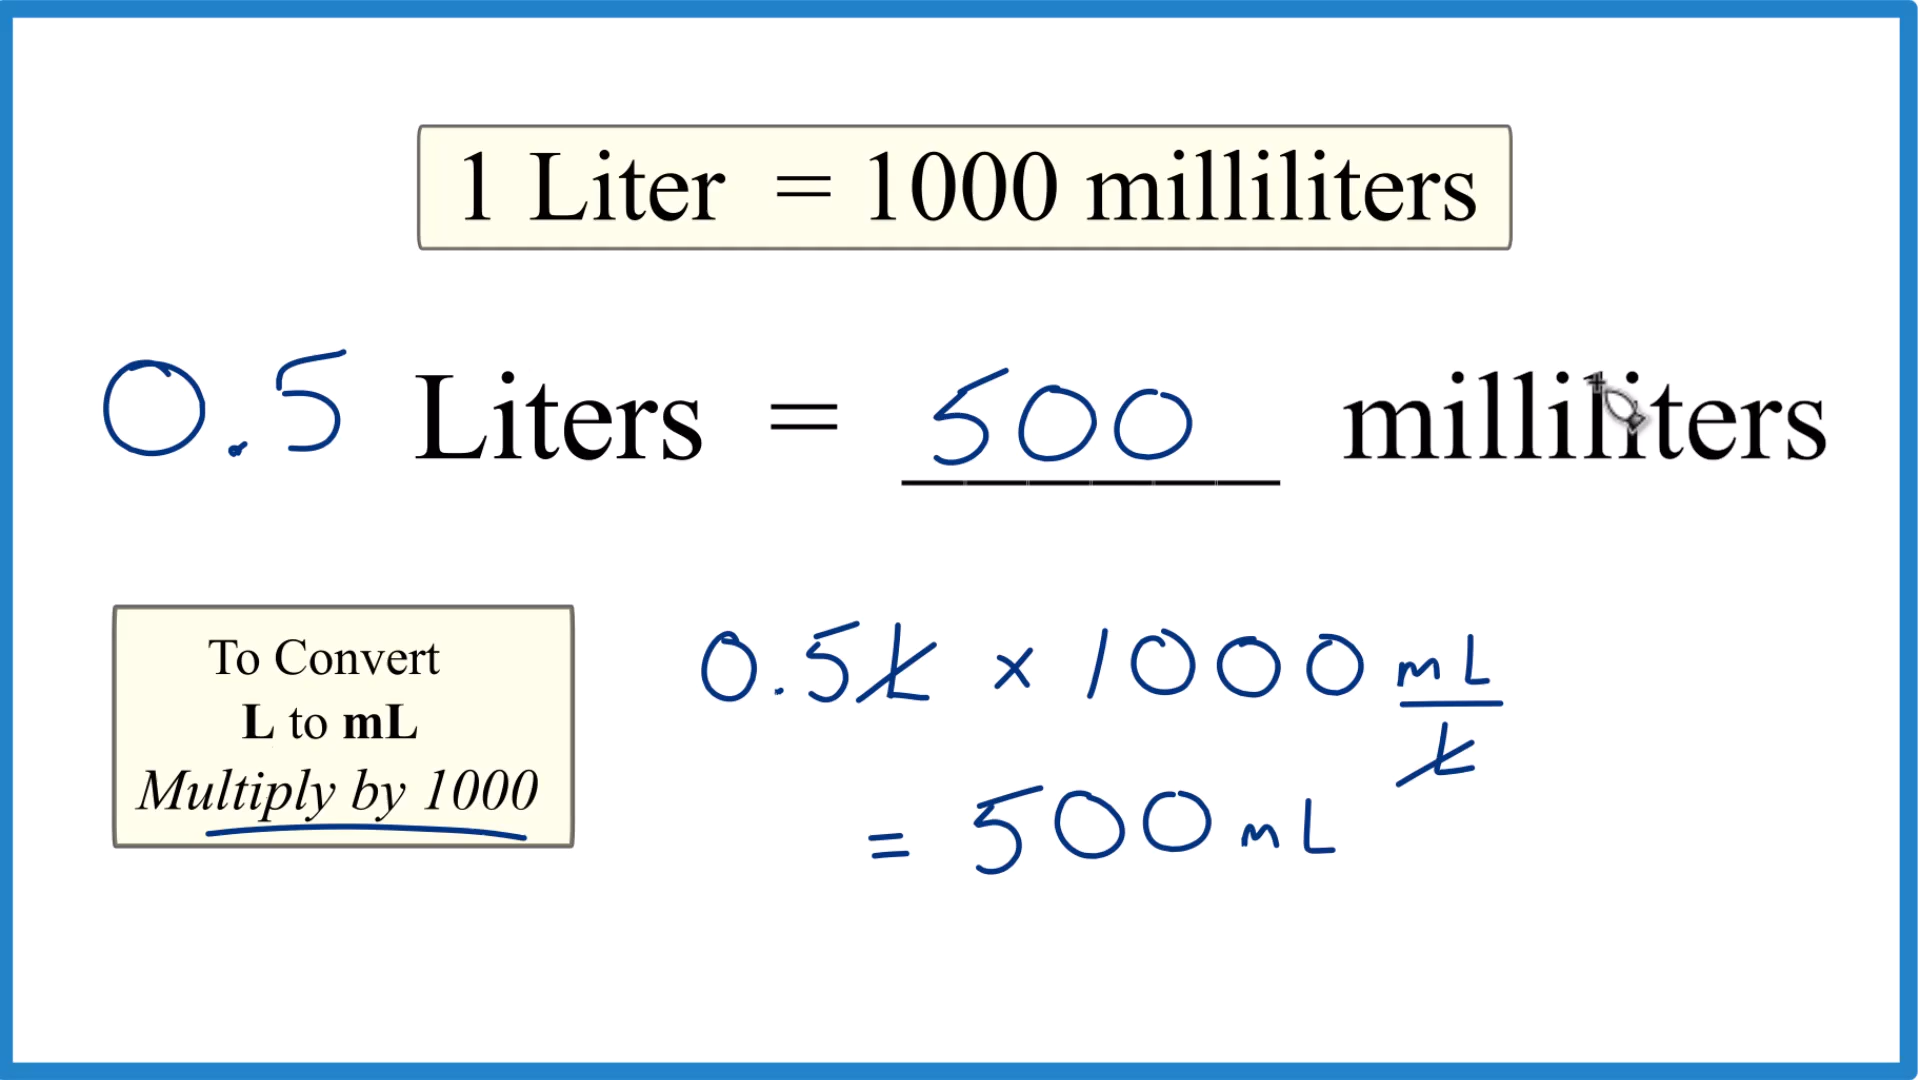 1 Liter = 1000 milliliters
0.5 Liters = 500 milliliters
To Convert
L to mL
Multiply by 1000
0.5L x 1000 mL/L
= 500 mL